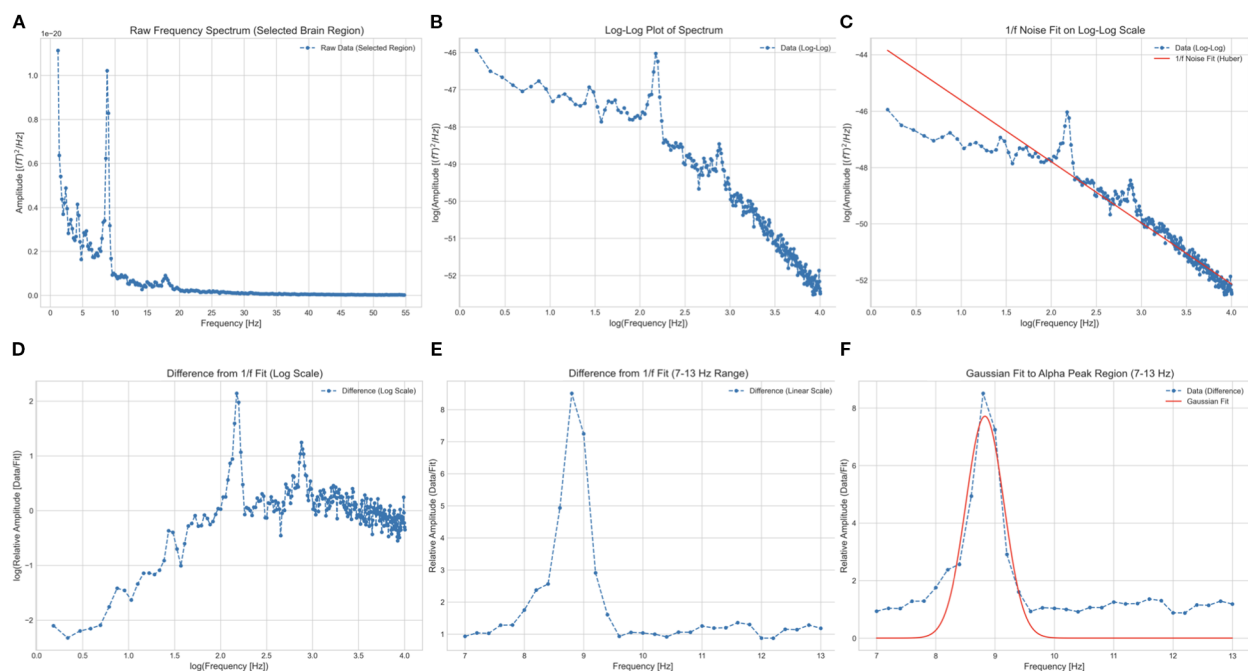 A
Raw Frequency Spectrum (Selected Brain Region)
1e−20
Raw Data (Selected Region)
Amplitude [(fT)²/Hz]
1.0
0.8
0.6
0.4
0.2
0.0
0 5 10 15 20 25 30 35 40 45 50 55
Frequency [Hz]
B
Log-Log Plot of Spectrum
Data (Log-Log)
log(Amplitude [(fT)²/Hz])
−46
−47
−48
−49
−50
−51
−52
0.0 0.5 1.0 1.5 2.0 2.5 3.0 3.5 4.0
log(Frequency [Hz])
C
1/f Noise Fit on Log-Log Scale
Data (Log-Log)
1/f Noise Fit (Huber)
log(Amplitude [(fT)²/Hz])
−44
−46
−48
−50
−52
0.0 0.5 1.0 1.5 2.0 2.5 3.0 3.5 4.0
log(Frequency [Hz])
D
Difference from 1/f Fit (Log Scale)
Difference (Log Scale)
log(Relative Amplitude [Data/Fit])
2
1
0
−1
−2
0.0 0.5 1.0 1.5 2.0 2.5 3.0 3.5 4.0
log(Frequency [Hz])
E
Difference from 1/f Fit (7-13 Hz Range)
Difference (Linear Scale)
Relative Amplitude (Data/Fit)
8
7
6
5
4
3
2
1
7 8 9 10 11 12 13
Frequency [Hz]
F
Gaussian Fit to Alpha Peak Region (7-13 Hz)
Data (Difference)
Gaussian Fit
Relative Amplitude (Data/Fit)
8
6
4
2
0
7 8 9 10 11 12 13
Frequency [Hz]